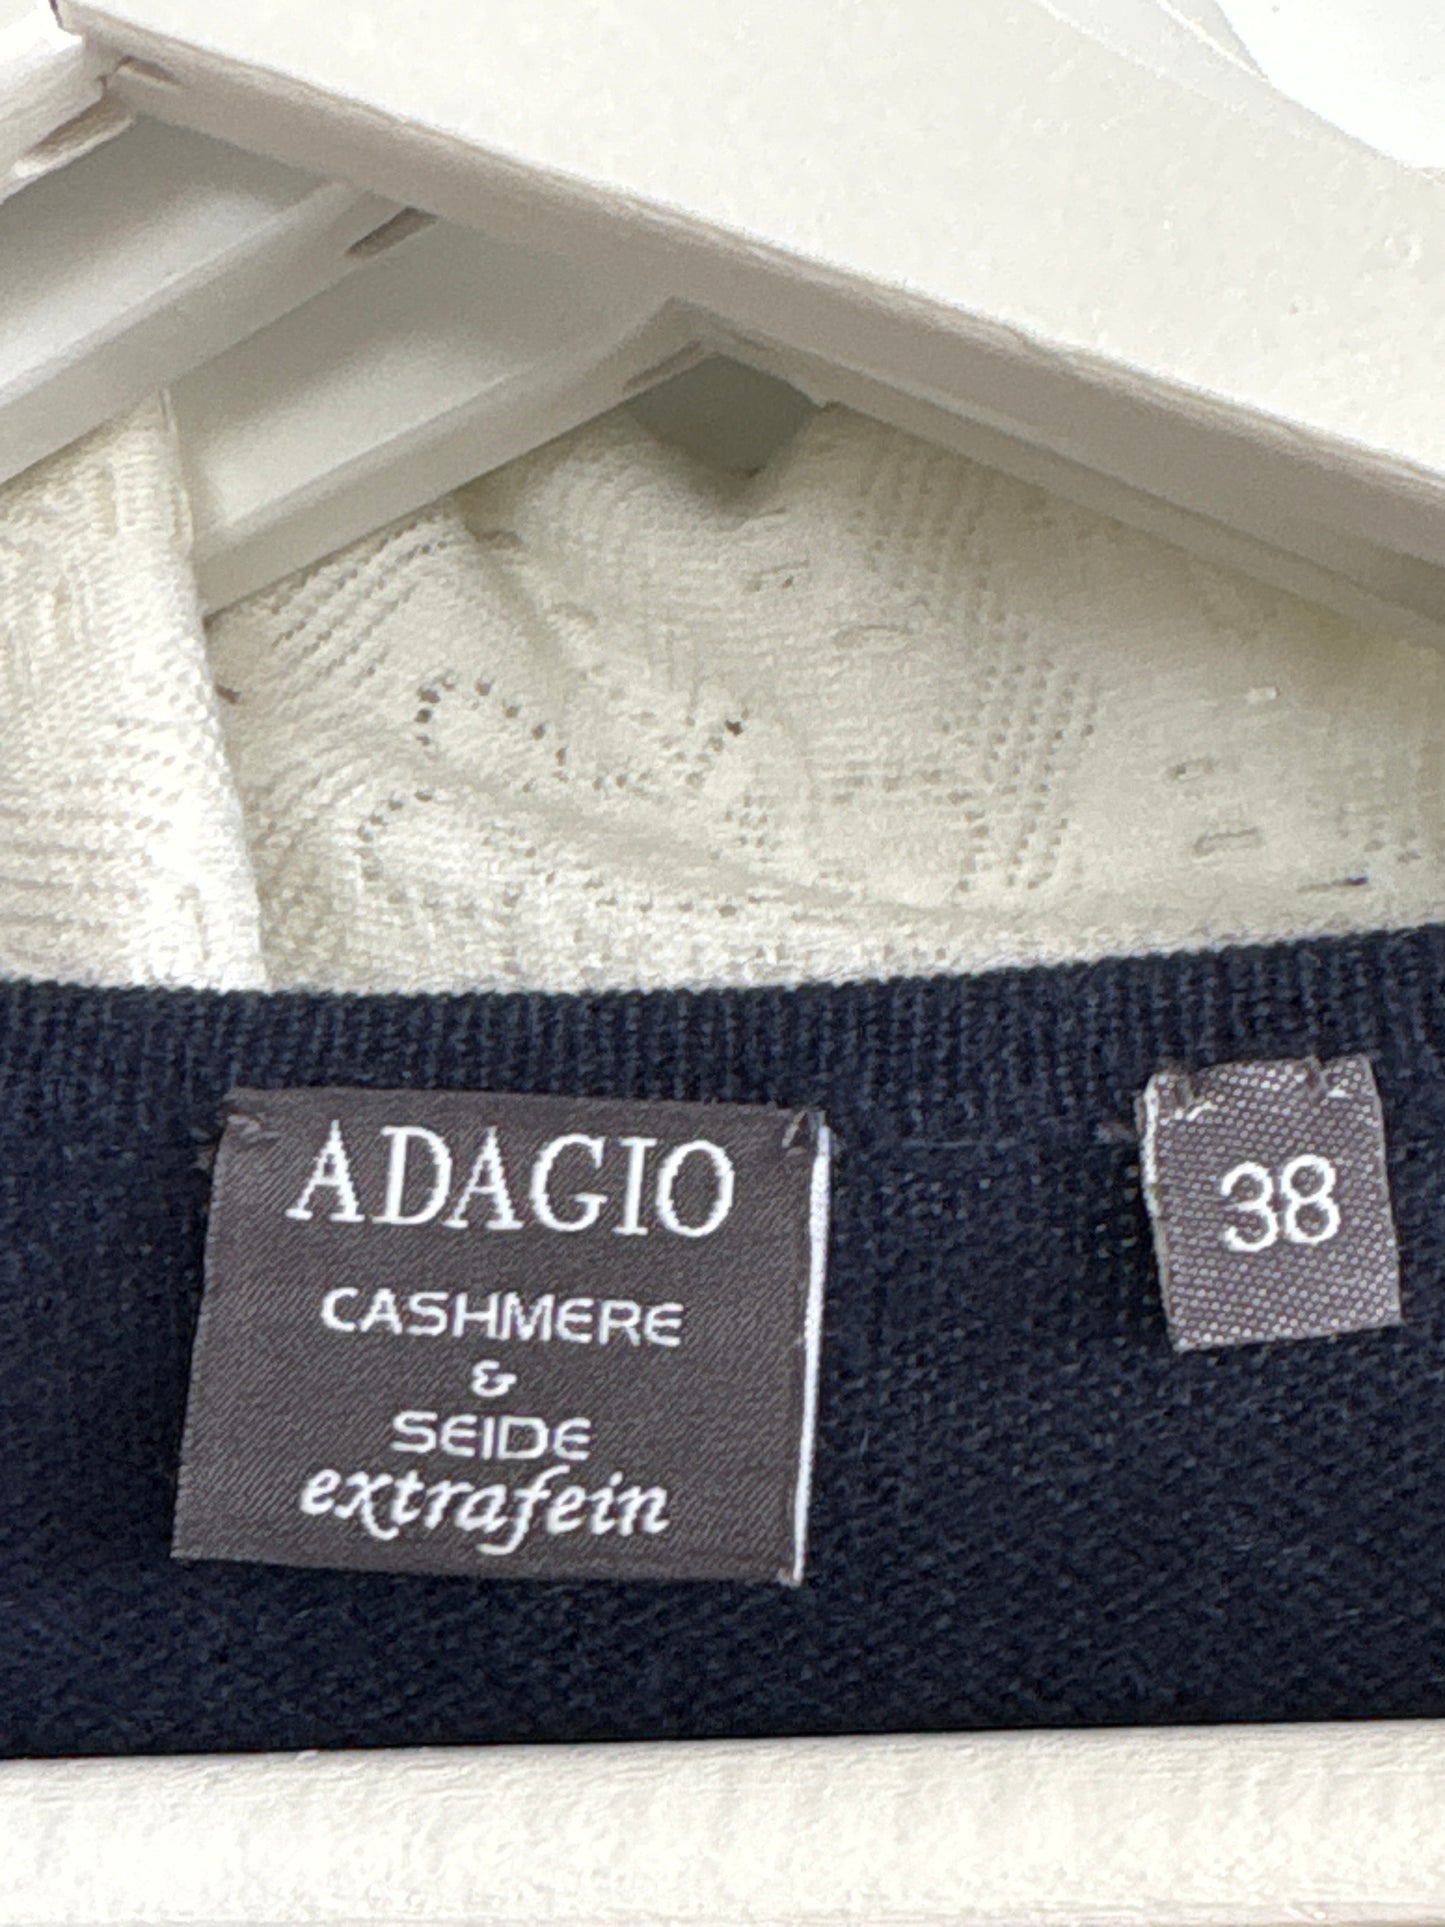 ADAGIO
CASHMERE
&
SEIDE
extrafein
38